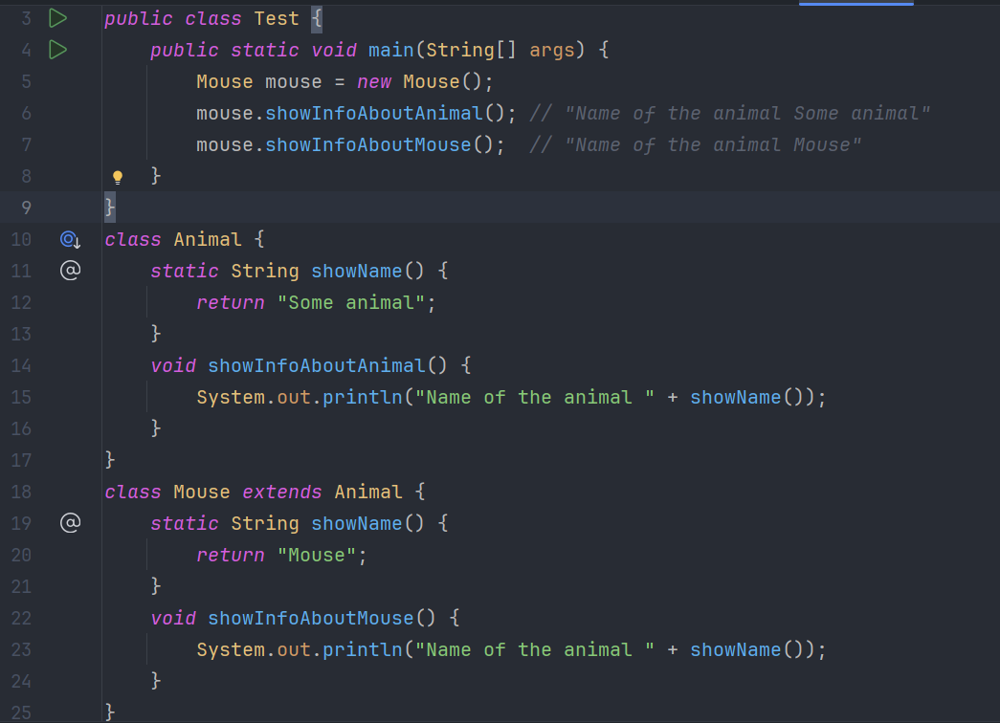 3 public class Test {
4     public static void main(String[] args) {
5         Mouse mouse = new Mouse();
6         mouse.showInfoAboutAnimal(); // "Name of the animal Some animal"
7         mouse.showInfoAboutMouse();  // "Name of the animal Mouse"
8     }
9 }
10 class Animal {
11     static String showName() {
12         return "Some animal";
13     }
14     void showInfoAboutAnimal() {
15         System.out.println("Name of the animal " + showName());
16     }
17 }
18 class Mouse extends Animal {
19     static String showName() {
20         return "Mouse";
21     }
22     void showInfoAboutMouse() {
23         System.out.println("Name of the animal " + showName());
24     }
25 }